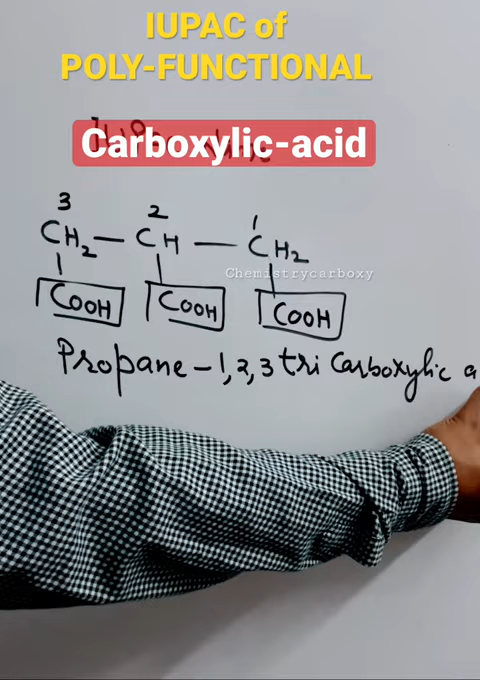 IUPAC of
POLY-FUNCTIONAL
Carboxylic-acid
3 2 1
CH2 — CH — CH2
Chemistrycarboxy
COOH COOH COOH
Propane-1,2,3 tri Carboxylic a